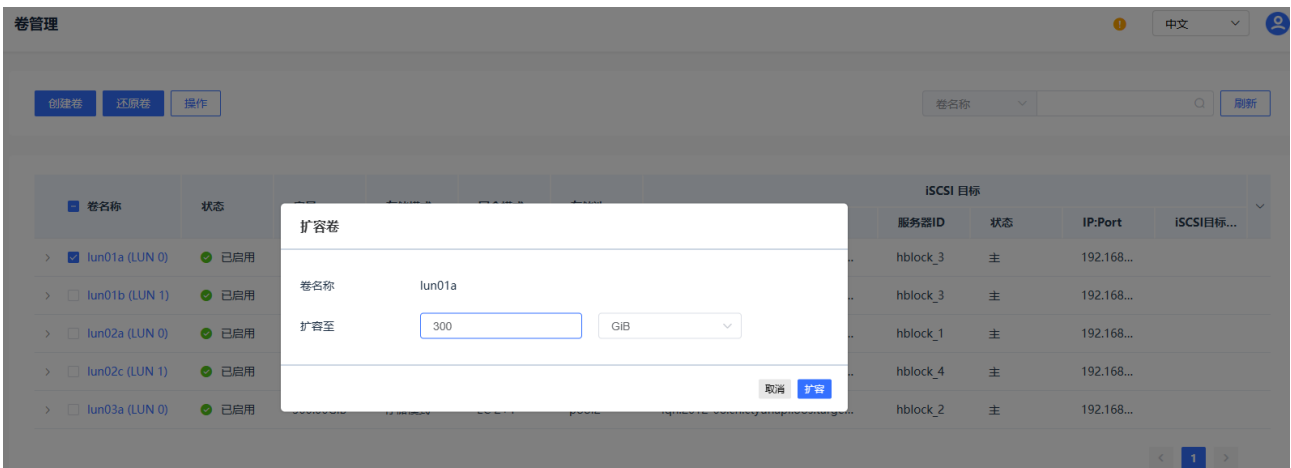 卷管理
中文
创建卷 还原卷 操作 卷名称 刷新
iSCSI 目标
卷名称 状态 服务器ID 状态 IP:Port iSCSI目标...
扩容卷
lun01a (LUN 0) 已启用 hblock_3 主 192.168...
卷名称 lun01a
lun01b (LUN 1) 已启用 hblock_3 主 192.168...
扩容至 300 GiB
lun02a (LUN 0) 已启用 hblock_1 主 192.168...
lun02c (LUN 1) 已启用 hblock_4 主 192.168...
取消 扩容
lun03a (LUN 0) 已启用 hblock_2 主 192.168...
1